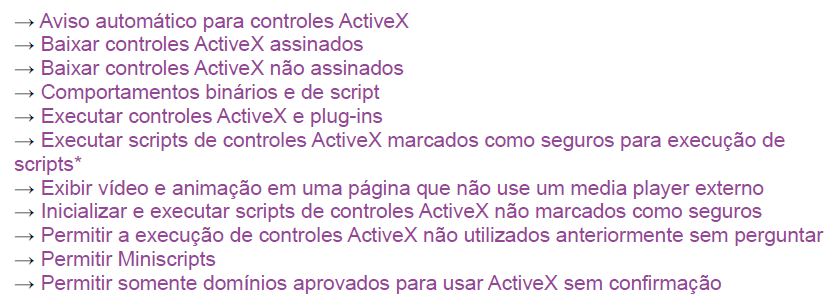 → Aviso automático para controles ActiveX
→ Baixar controles ActiveX assinados
→ Baixar controles ActiveX não assinados
→ Comportamentos binários e de script
→ Executar controles ActiveX e plug-ins
→ Executar scripts de controles ActiveX marcados como seguros para execução de
scripts*
→ Exibir vídeo e animação em uma página que não use um media player externo
→ Inicializar e executar scripts de controles ActiveX não marcados como seguros
→ Permitir a execução de controles ActiveX não utilizados anteriormente sem perguntar
→ Permitir Miniscripts
→ Permitir somente domínios aprovados para usar ActiveX sem confirmação